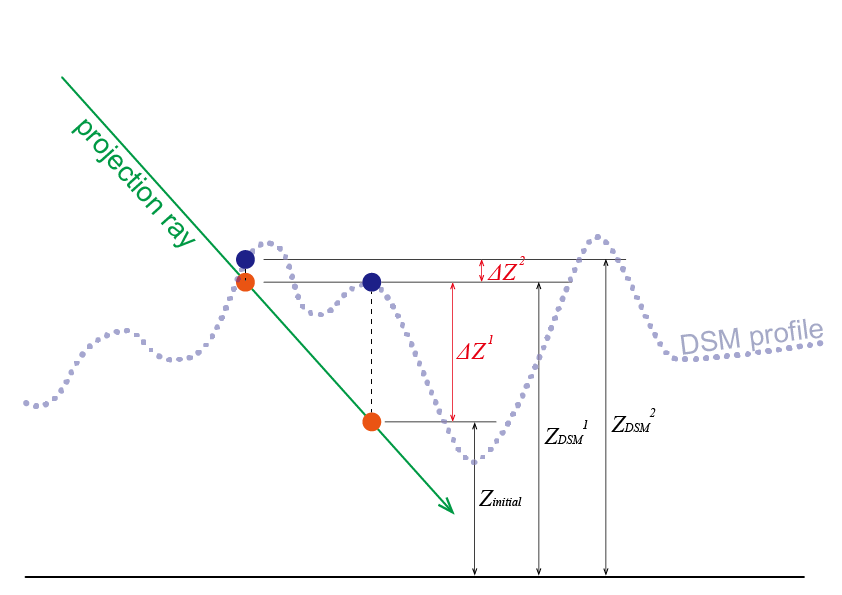 projection ray
ΔZ²
DSM profile
ΔZ¹
Z_DSM¹
Z_DSM²
Z_initial